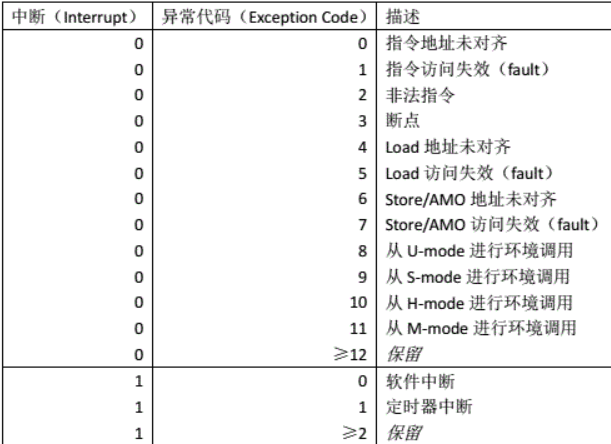 中断（Interrupt） 异常代码（Exception Code） 描述
0 0 指令地址未对齐
0 1 指令访问失效（fault）
0 2 非法指令
0 3 断点
0 4 Load 地址未对齐
0 5 Load 访问失效（fault）
0 6 Store/AMO 地址未对齐
0 7 Store/AMO 访问失效（fault）
0 8 从 U-mode 进行环境调用
0 9 从 S-mode 进行环境调用
0 10 从 H-mode 进行环境调用
0 11 从 M-mode 进行环境调用
0 ≥12 保留
1 0 软件中断
1 1 定时器中断
1 ≥2 保留